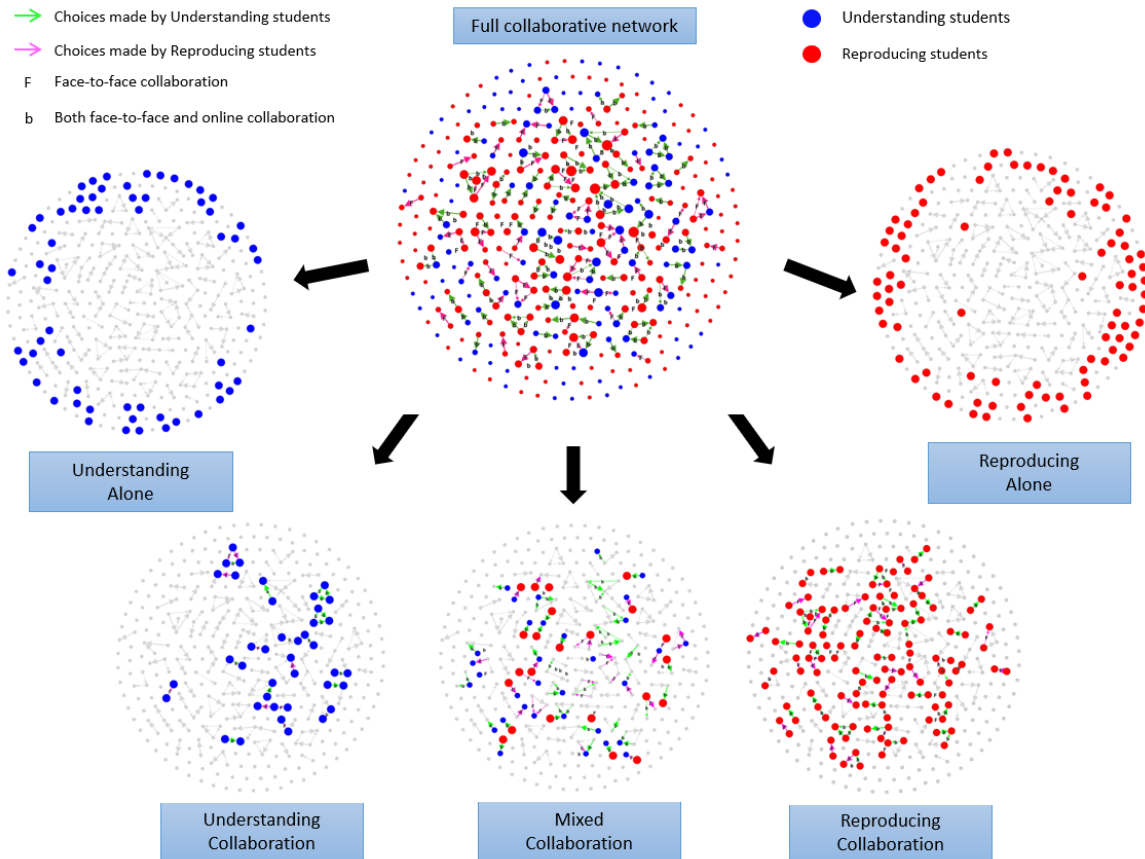 Choices made by Understanding students
Choices made by Reproducing students
F Face-to-face collaboration
b Both face-to-face and online collaboration
Full collaborative network
Understanding students
Reproducing students
Understanding
Alone
Reproducing
Alone
Understanding
Collaboration
Mixed
Collaboration
Reproducing
Collaboration